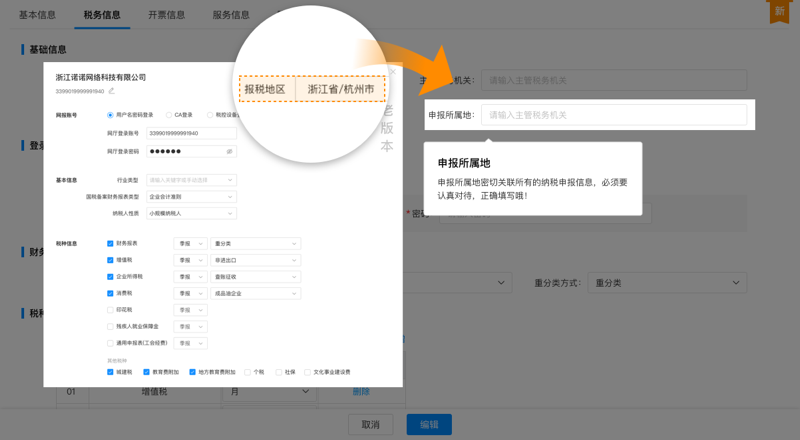 基本信息
税务信息
开票信息
服务信息
新
基础信息
浙江诺诺网络科技有限公司
3399019999991940
网报账号
用户名密码登录
CA登录
税控设备
网厅登录账号
3399019999991940
网厅登录密码
●●●●●●
基本信息
行业类型
请输入关键字或手动选择
国税备案财务报表类型
企业会计准则
纳税人性质
小规模纳税人
税种信息
财务报表
季报
重分类
增值税
季报
非进出口
企业所得税
季报
查账征收
消费税
季报
成品油企业
印花税
季报
残疾人就业保障金
季报
通用申报表(工会经费)
季报
其他税种
城建税
教育费附加
地方教育费附加
个税
社保
文化事业建设费
报税地区
浙江省/杭州市
老版本
机关:
请输入主管税务机关
申报所属地:
请输入主管税务机关
申报所属地
申报所属地密切关联所有的纳税申报信息，必须要
认真对待，正确填写哦！
* 密码
登
财务
重分类方式:
重分类
税种
01
增值税
月
删除
取消
编辑